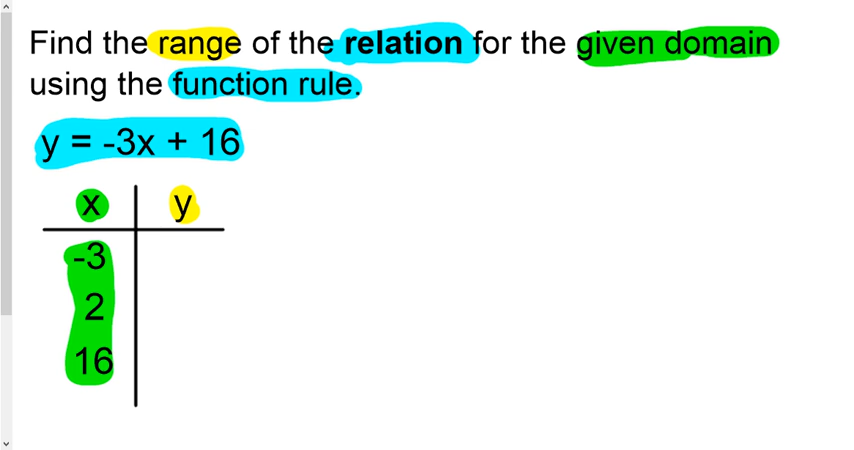 Find the range of the relation for the given domain
using the function rule.
y = -3x + 16
x y
-3
2
16